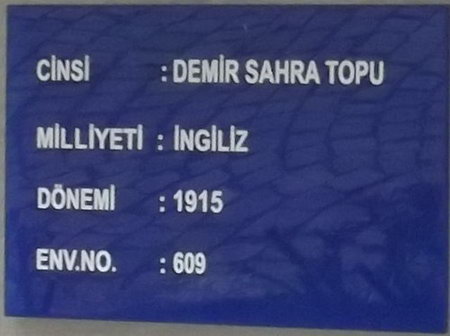 CİNSİ : DEMİR SAHRA TOPU
MİLLİYETİ : İNGİLİZ
DÖNEMİ : 1915
ENV.NO. : 609